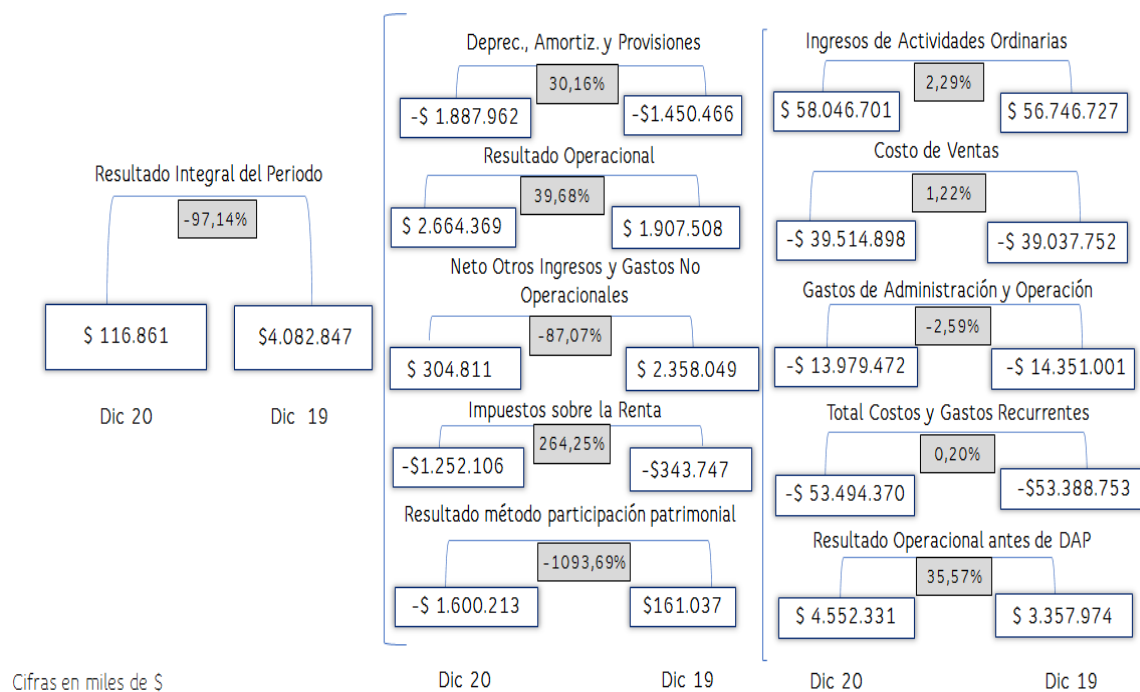 Resultado Integral del Periodo
-97,14%
$ 116.861
$4.082.847
Dic 20
Dic 19
Deprec., Amortiz. y Provisiones
30,16%
-$ 1.887.962
-$1.450.466
Resultado Operacional
39,68%
$ 2.664.369
$ 1.907.508
Neto Otros Ingresos y Gastos No
Operacionales
-87,07%
$ 304.811
$ 2.358.049
Impuestos sobre la Renta
264,25%
-$1.252.106
-$343.747
Resultado método participación patrimonial
-1093,69%
-$ 1.600.213
$161.037
Dic 20
Dic 19
Ingresos de Actividades Ordinarias
2,29%
$ 58.046.701
$ 56.746.727
Costo de Ventas
1,22%
-$ 39.514.898
-$ 39.037.752
Gastos de Administración y Operación
-2,59%
-$ 13.979.472
-$ 14.351.001
Total Costos y Gastos Recurrentes
0,20%
-$ 53.494.370
-$53.388.753
Resultado Operacional antes de DAP
35,57%
$ 4.552.331
$ 3.357.974
Dic 20
Dic 19
Cifras en miles de $